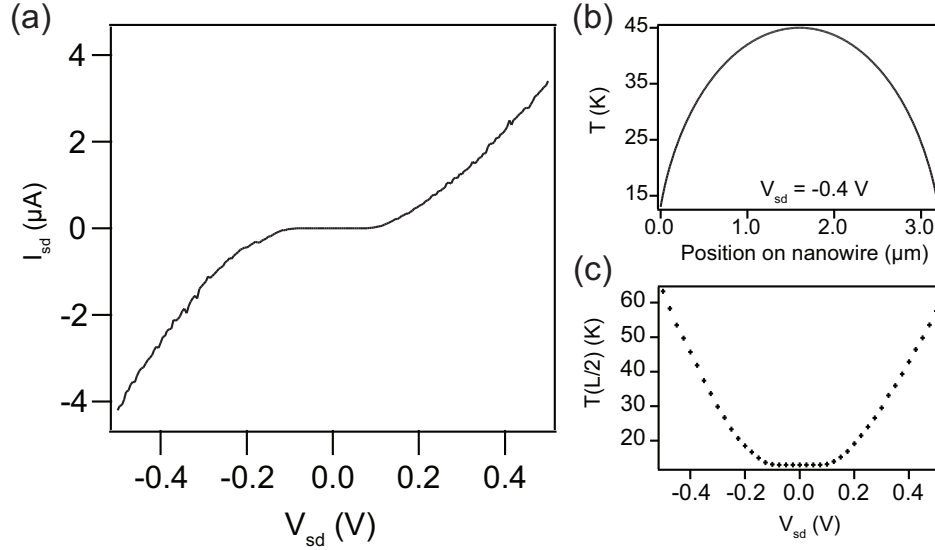 (a)
I_sd (μA)
4
2
0
-2
-4
-0.4 -0.2 0.0 0.2 0.4
V_sd (V)
(b)
T (K)
45
35
25
15
V_sd = -0.4 V
0.0 1.0 2.0 3.0
Position on nanowire (μm)
(c)
T(L/2) (K)
60
50
40
30
20
-0.4 -0.2 0.0 0.2 0.4
V_sd (V)